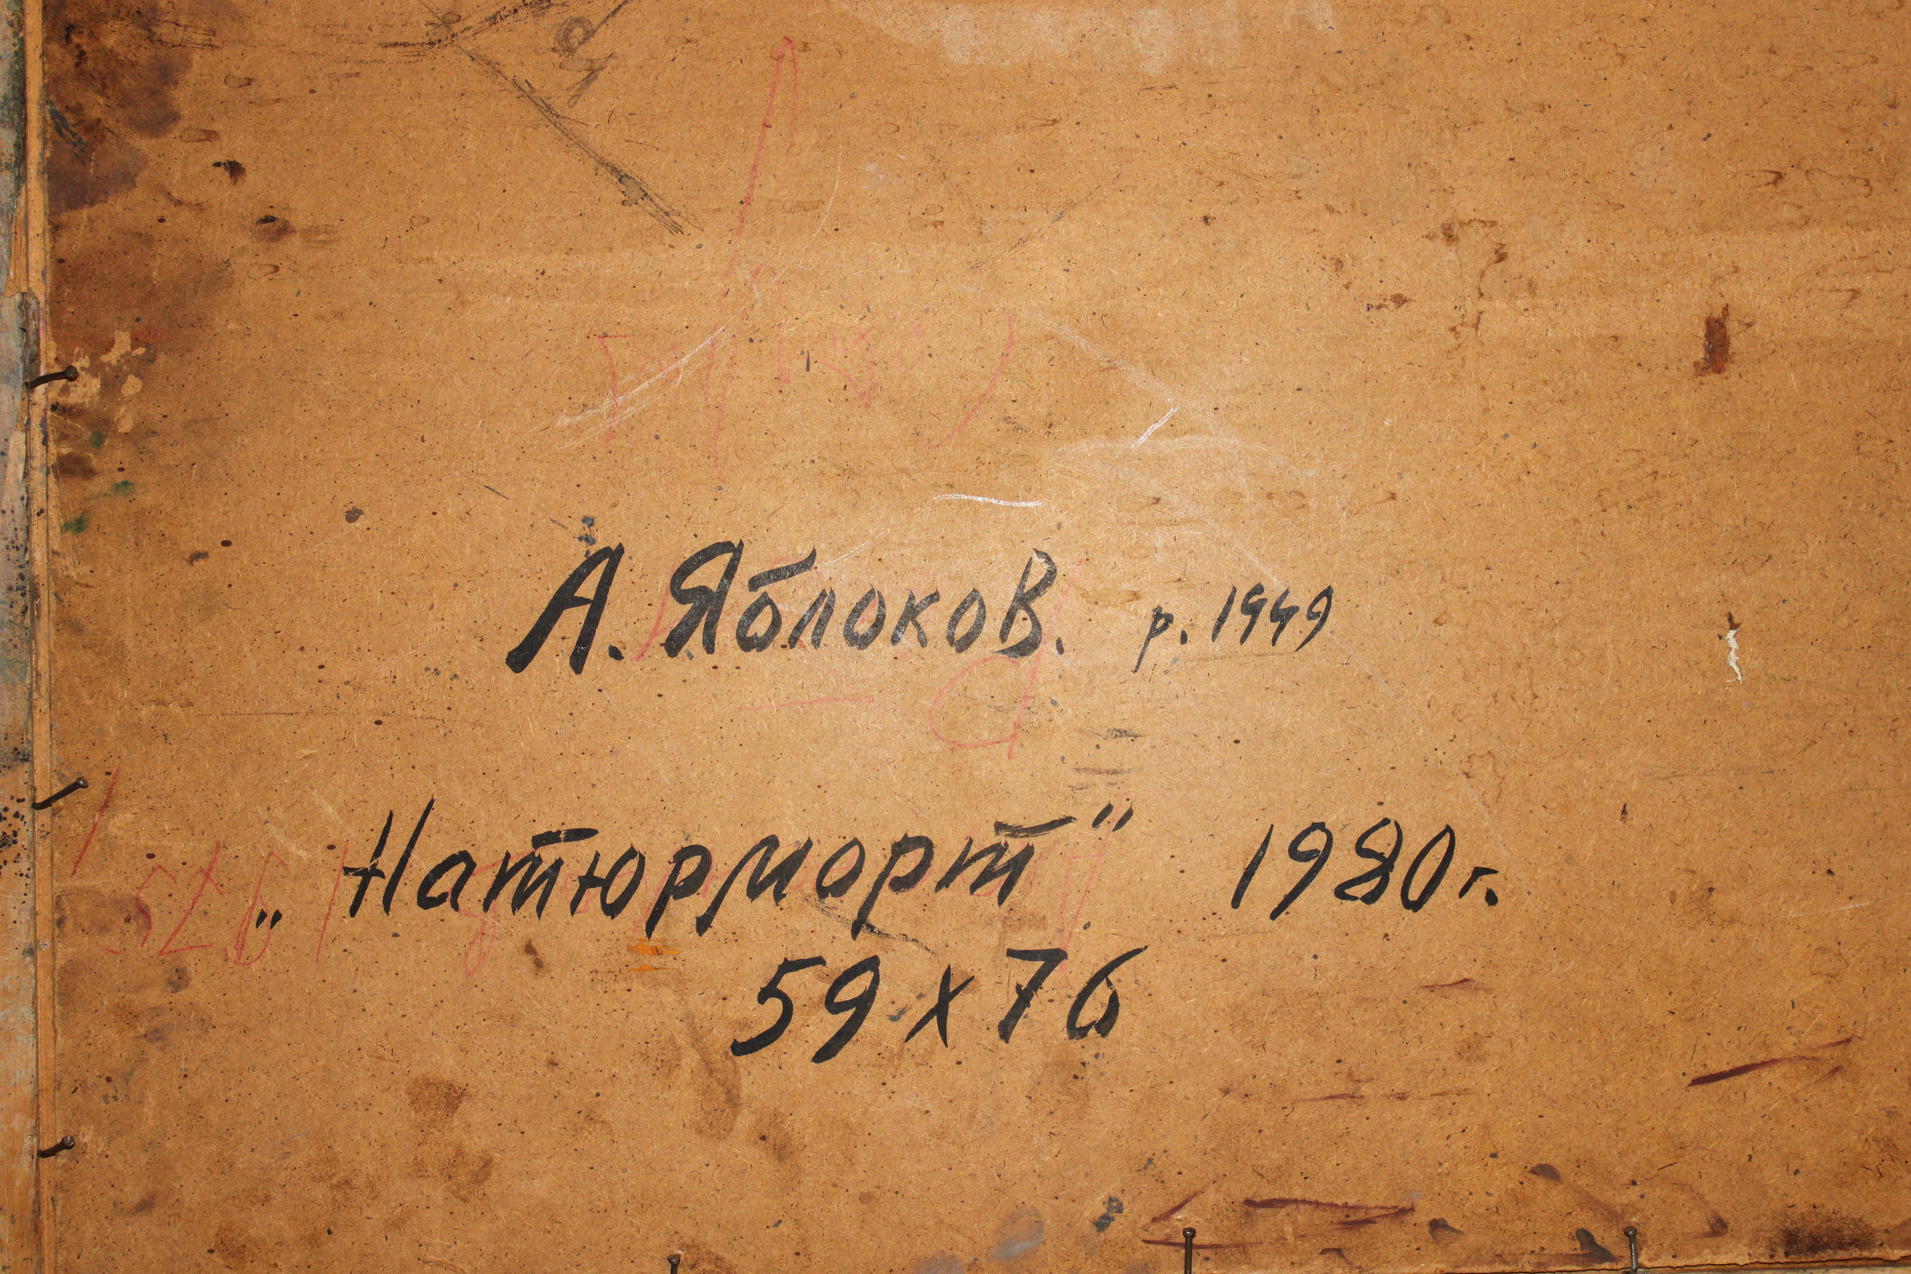 А. Яблоков. р. 1949
„Натюрморт" 1980 г.
59 х 76